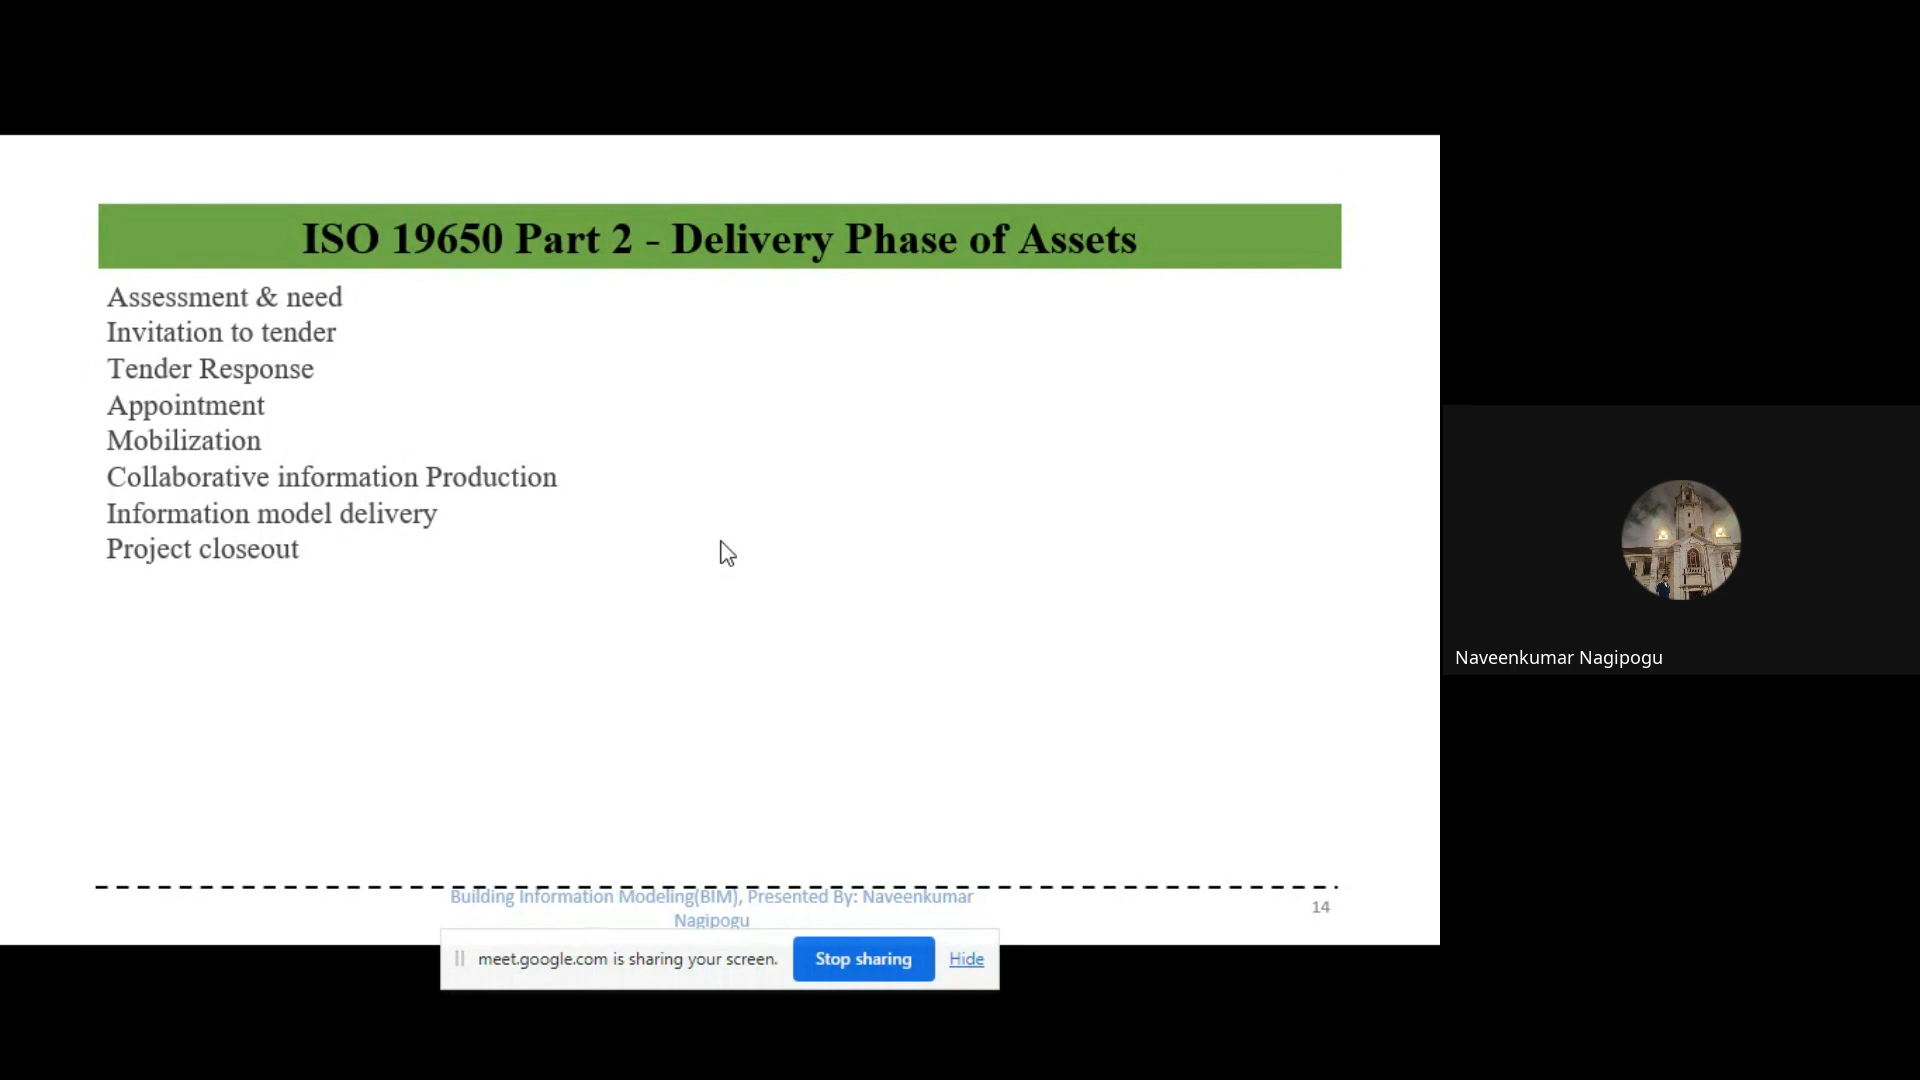 ISO 19650 Part 2 - Delivery Phase of Assets
Assessment & need
Invitation to tender
Tender Response
Appointment
Mobilization
Collaborative information Production
Information model delivery
Project closeout
Naveenkumar Nagipogu
Building Information Modeling(BIM), Presented By: Naveenkumar
Nagipogu
14
meet.google.com is sharing your screen.
Stop sharing
Hide